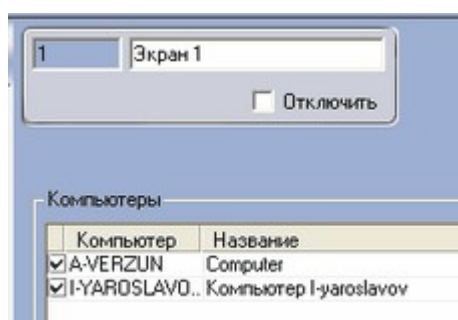 1 Экран 1
Отключить
Компьютеры
Компьютер Название
A-VERZUN Computer
I-YAROSLAVO.. Компьютер I-yaroslavov